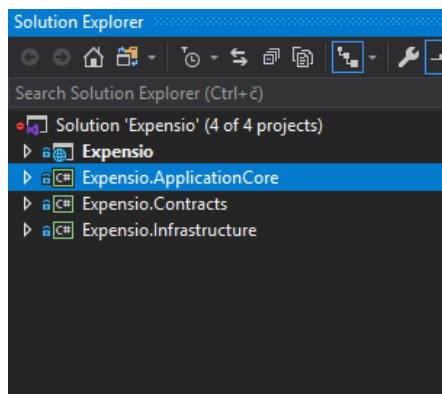 Solution Explorer
Search Solution Explorer (Ctrl+č)
Solution 'Expensio' (4 of 4 projects)
Expensio
C# Expensio.ApplicationCore
C# Expensio.Contracts
C# Expensio.Infrastructure